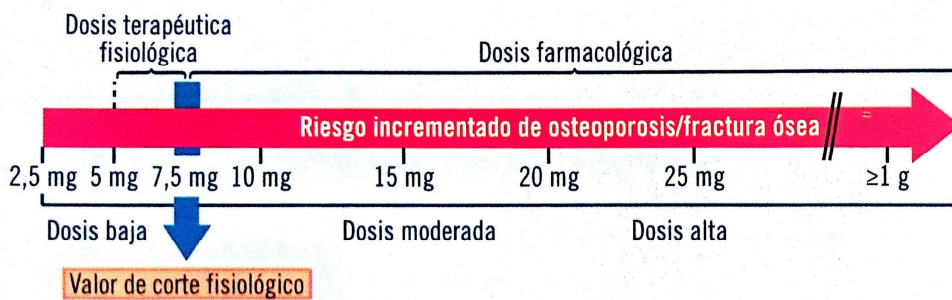 Dosis terapéutica
fisiológica
Dosis farmacológica
Riesgo incrementado de osteoporosis/fractura ósea
2,5 mg 5 mg 7,5 mg 10 mg 15 mg 20 mg 25 mg ≥1 g
Dosis baja Dosis moderada Dosis alta
Valor de corte fisiológico